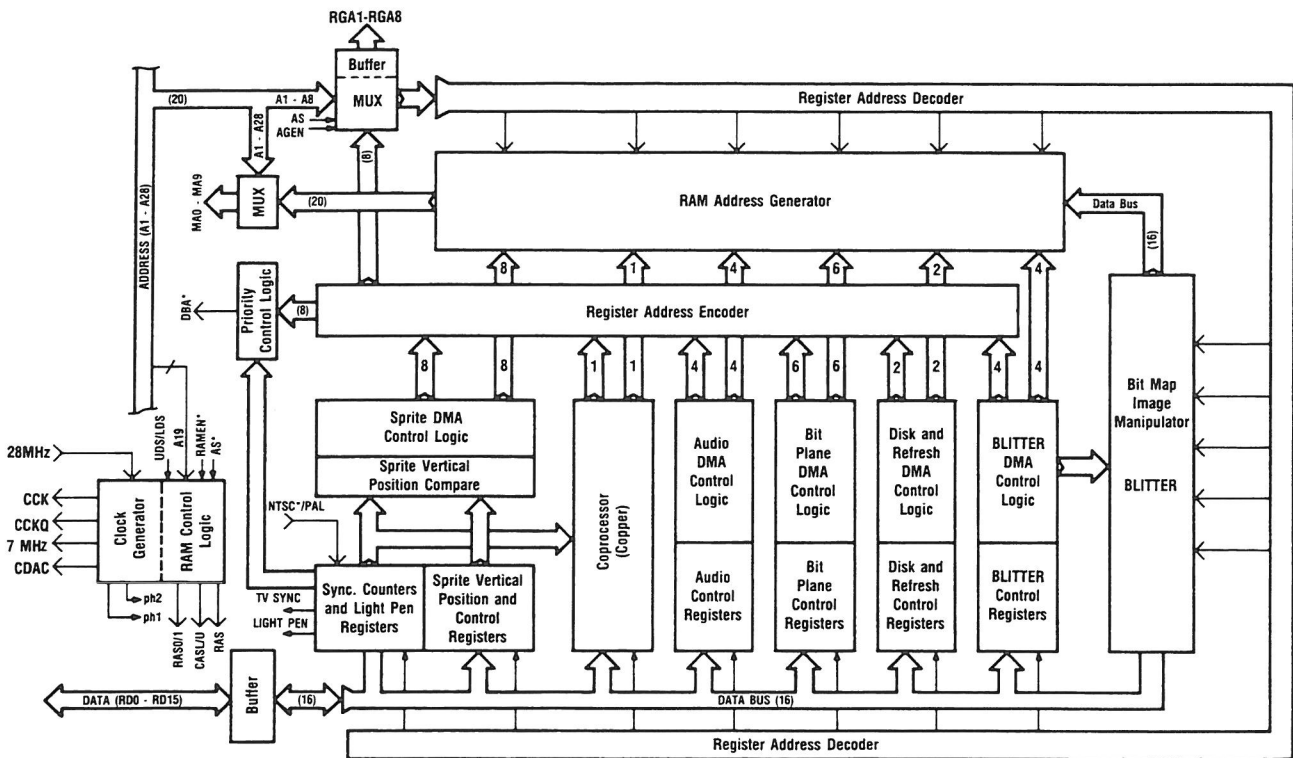 RGA1-RGA8
Buffer
MUX
(20)
A1 - A8
AS
AGEN
A1 - A28
(8)
Register Address Decoder
ADDRESS (A1 - A28)
MA0 - MA9
MUX
(20)
RAM Address Generator
Data Bus
(16)
8
1
4
6
2
4
DBA*
Priority
Control Logic
(8)
Register Address Encoder
8
8
1
1
4
4
6
6
2
2
4
4
Sprite DMA
Control Logic
Sprite Vertical
Position Compare
Coprocessor
(Copper)
Audio
DMA
Control
Logic
Bit
Plane
DMA
Control
Logic
Disk and
Refresh
DMA
Control
Logic
BLITTER
DMA
Control
Logic
Bit Map
Image
Manipulator
BLITTER
28MHz
UDS/LDS
A19
RAMEN*
AS*
CCK
CCKQ
7 MHz
CDAC
Clock
Generator
RAM Control
Logic
ph2
ph1
RAS0/1
CASL/U
RAS
NTSC*/PAL
TV SYNC
LIGHT PEN
Sync. Counters
and Light Pen
Registers
Sprite Vertical
Position and
Control
Registers
Audio
Control
Registers
Bit
Plane
Control
Registers
Disk and
Refresh
Control
Registers
BLITTER
Control
Registers
DATA (RD0 - RD15)
Buffer
(16)
DATA BUS (16)
Register Address Decoder